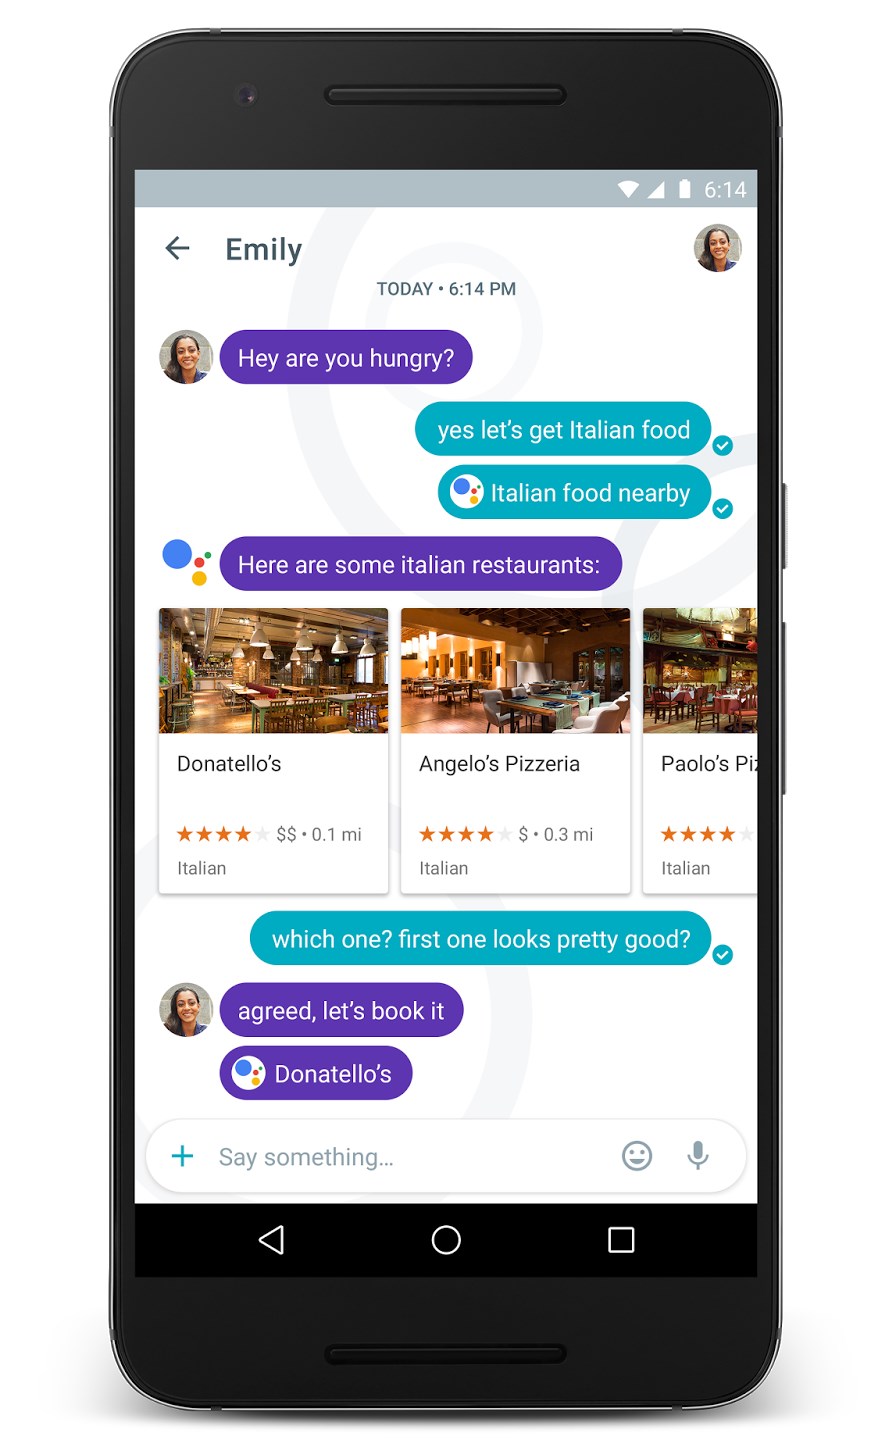 6:14
Emily
TODAY • 6:14 PM
Hey are you hungry?
yes let's get Italian food
Italian food nearby
Here are some italian restaurants:
Donatello's
$$ • 0.1 mi
Italian
Angelo's Pizzeria
$ • 0.3 mi
Italian
Paolo's Piz
Italian
which one? first one looks pretty good?
agreed, let's book it
Donatello's
Say something...